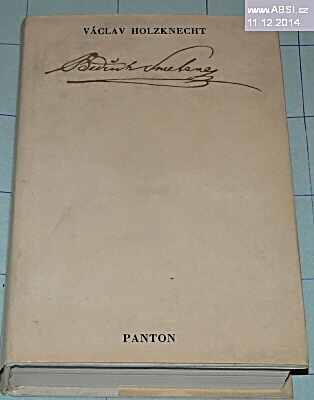 www.ABSI.cz
11.12.2014
VÁCLAV HOLZKNECHT
Bedřich Smetana
PANTON